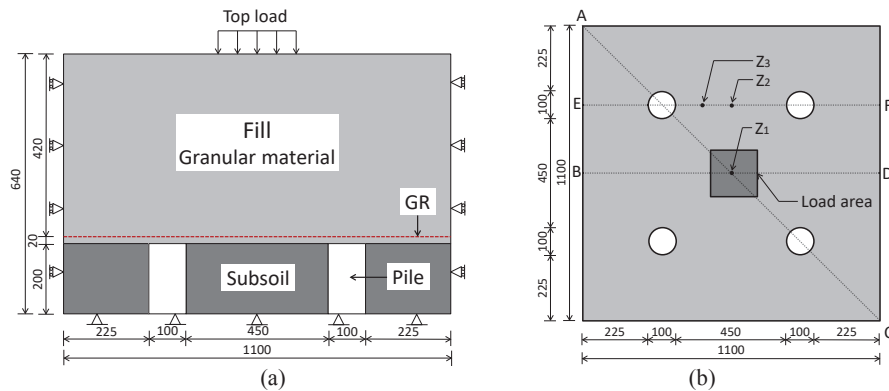 Top load
Fill
Granular material
GR
Subsoil
Pile
640
420
20
200
225
100
450
100
225
1100
(a)
A
225
100
450
1100
100
225
E
F
B
D
C
Z3
Z2
Z1
Load area
225
100
450
100
225
1100
(b)